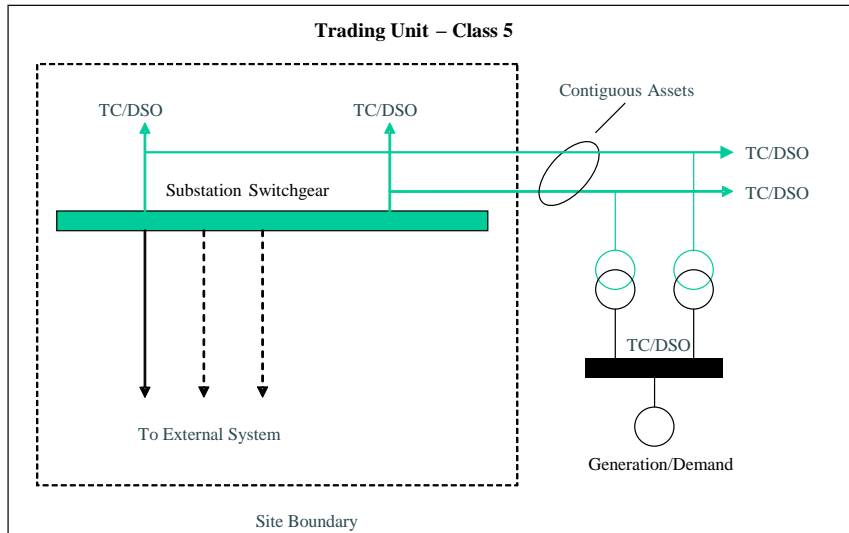 Trading Unit – Class 5
Contiguous Assets
TC/DSO
TC/DSO
TC/DSO
Substation Switchgear
TC/DSO
TC/DSO
To External System
Generation/Demand
Site Boundary